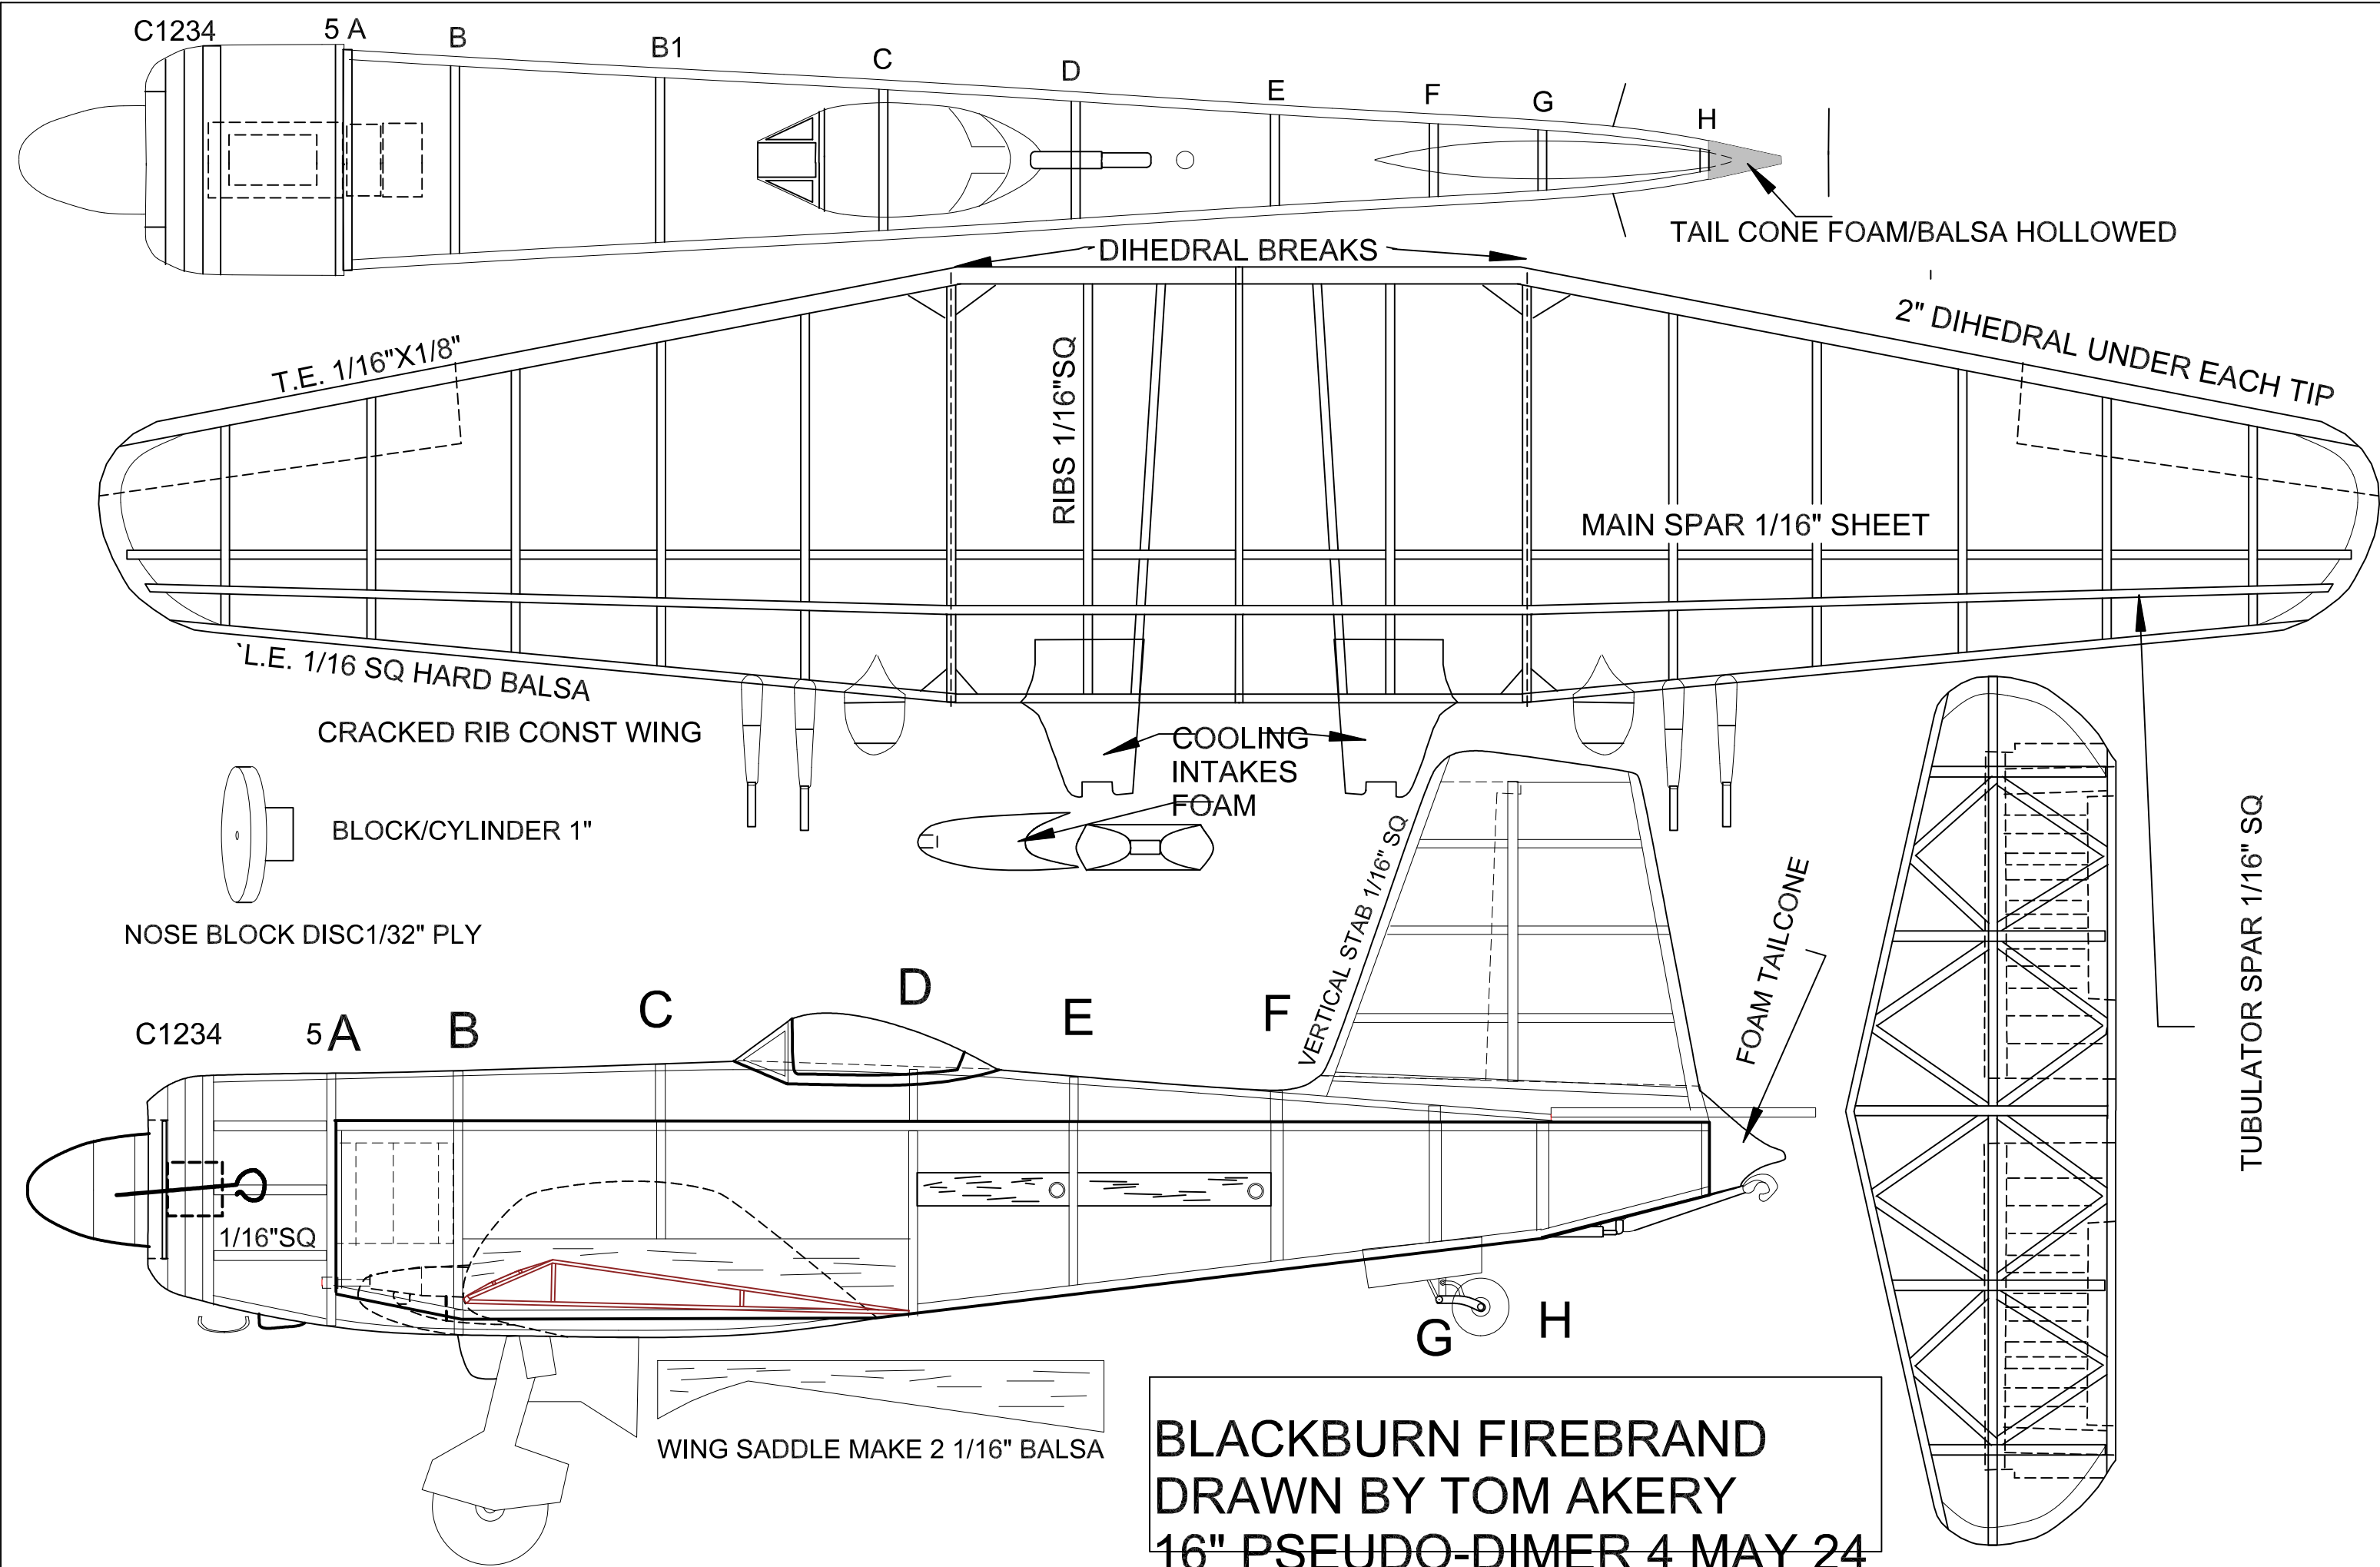 C1234
5 A
B
B1
C
D
E
F
G
H
TAIL CONE FOAM/BALSA HOLLOWED
DIHEDRAL BREAKS
2" DIHEDRAL UNDER EACH TIP
T.E. 1/16"X1/8"
RIBS 1/16"SQ
MAIN SPAR 1/16" SHEET
`L.E. 1/16 SQ HARD BALSA
CRACKED RIB CONST WING
COOLING
INTAKES
FOAM
BLOCK/CYLINDER 1"
NOSE BLOCK DISC1/32" PLY
VERTICAL STAB 1/16" SQ
FOAM TAILCONE
TUBULATOR SPAR 1/16" SQ
C1234
5 A
B
C
D
E
F
1/16"SQ
G
H
WING SADDLE MAKE 2 1/16" BALSA
BLACKBURN FIREBRAND
DRAWN BY TOM AKERY
16" PSEUDO-DIMER 4 MAY 24